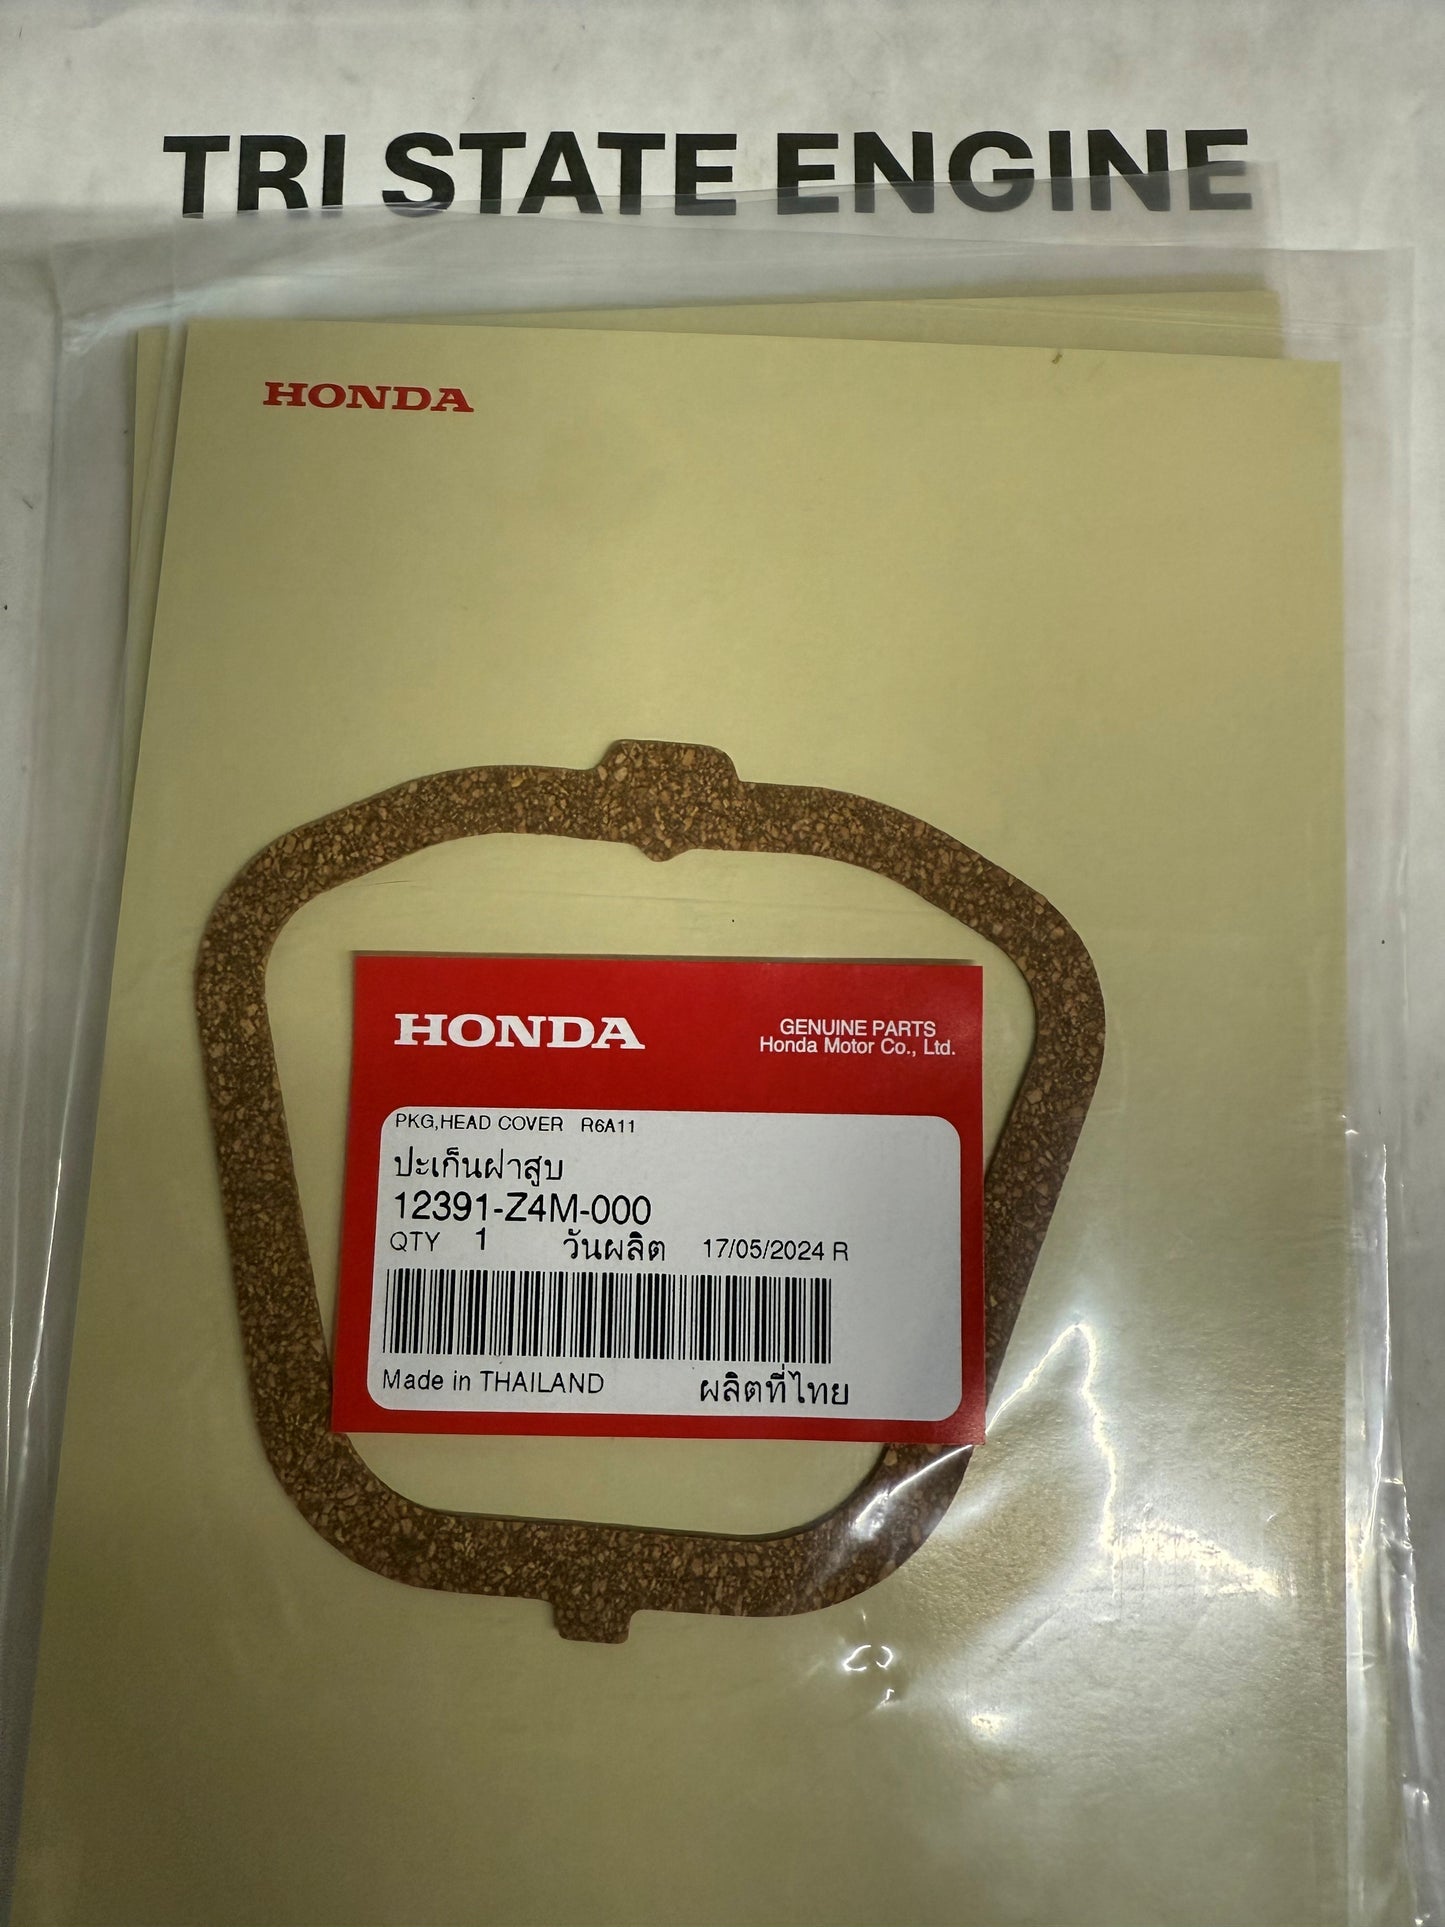 TRI STATE ENGINE
HONDA
HONDA
GENUINE PARTS
Honda Motor Co., Ltd.
PKG,HEAD COVER R6A11
ปะเก็นฝาสูบ
12391-Z4M-000
QTY 1 วันผลิต 17/05/2024 R
Made in THAILAND ผลิตที่ไทย